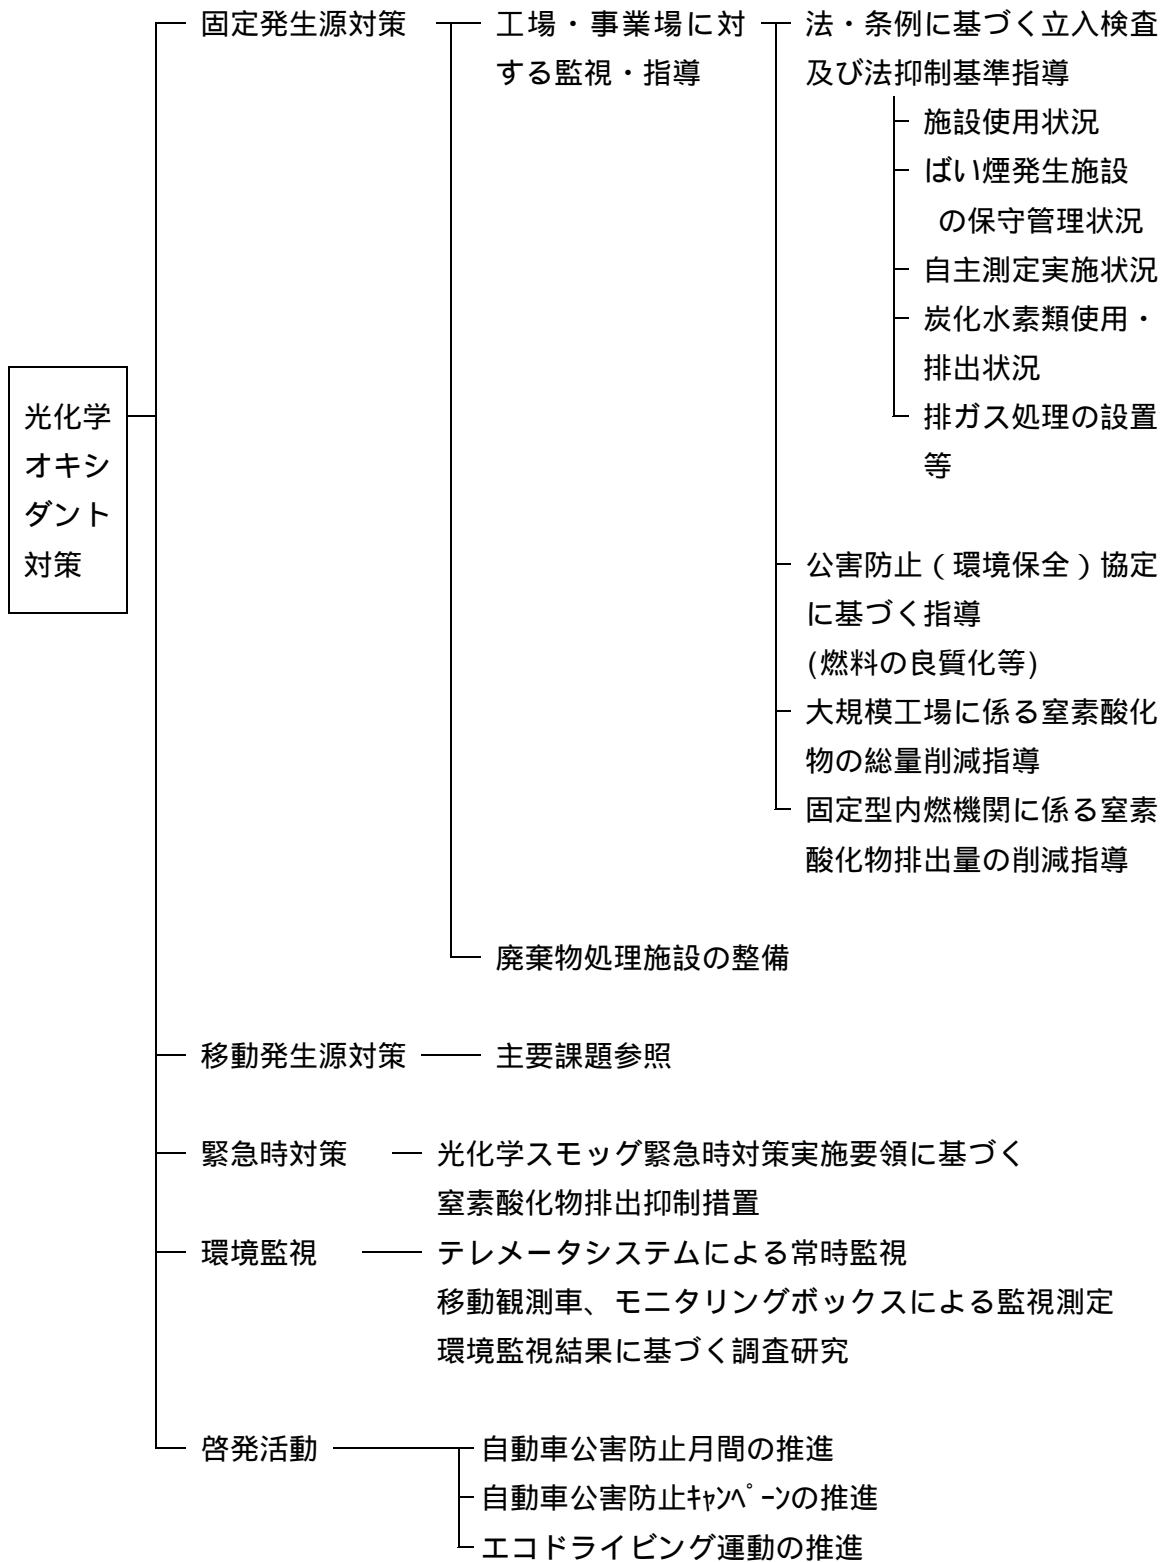 光化学
オキシ
ダント
対策
固定発生源対策
工場・事業場に対
する監視・指導
法・条例に基づく立入検査
及び法抑制基準指導
施設使用状況
ばい煙発生施設
の保守管理状況
自主測定実施状況
炭化水素類使用・
排出状況
排ガス処理の設置
等
公害防止（環境保全）協定
に基づく指導
(燃料の良質化等)
大規模工場に係る窒素酸化
物の総量削減指導
固定型内燃機関に係る窒素
酸化物排出量の削減指導
廃棄物処理施設の整備
移動発生源対策
主要課題参照
緊急時対策
光化学スモッグ緊急時対策実施要領に基づく
窒素酸化物排出抑制措置
環境監視
テレメータシステムによる常時監視
移動観測車、モニタリングボックスによる監視測定
環境監視結果に基づく調査研究
啓発活動
自動車公害防止月間の推進
自動車公害防止ｷｬﾝﾍﾟｰﾝの推進
エコドライビング運動の推進